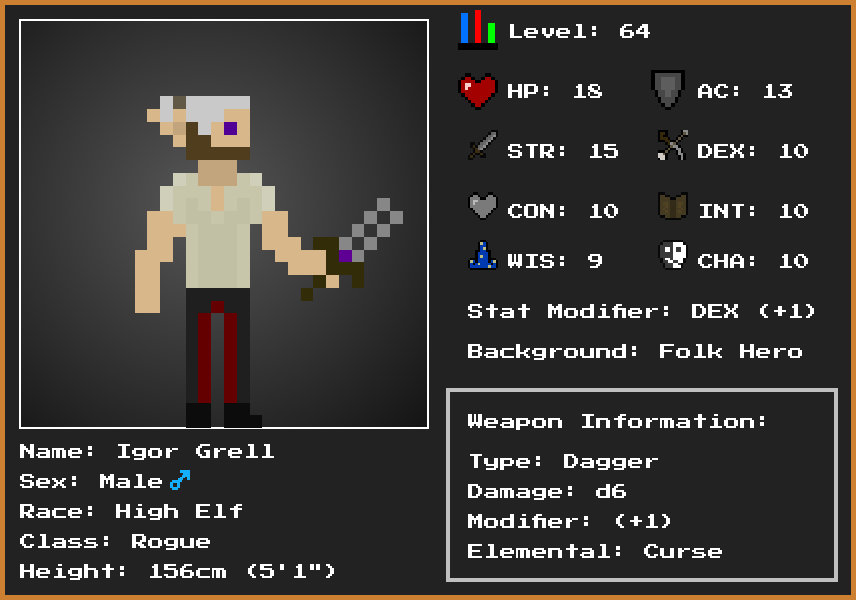 Level: 64
HP: 18 AC: 13
STR: 15 DEX: 10
CON: 10 INT: 10
WIS: 9 CHA: 10
Stat Modifier: DEX (+1)
Background: Folk Hero
Name: Igor Grell
Sex: Male♂
Race: High Elf
Class: Rogue
Height: 156cm (5'1")
Weapon Information:
Type: Dagger
Damage: d6
Modifier: (+1)
Elemental: Curse